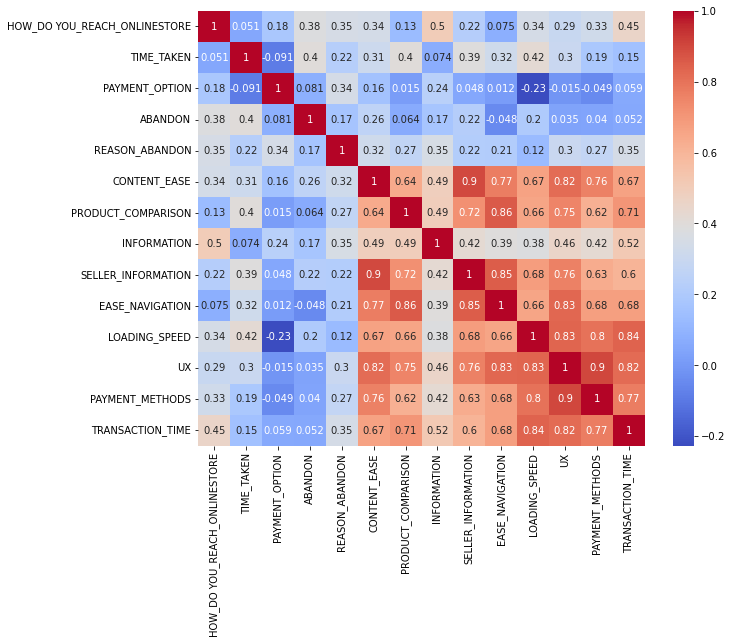 HOW_DO YOU_REACH_ONLINESTORE 1 0.051 0.18 0.38 0.35 0.34 0.13 0.5 0.22 0.075 0.34 0.29 0.33 0.45
TIME_TAKEN 0.051 1 -0.091 0.4 0.22 0.31 0.4 0.074 0.39 0.32 0.42 0.3 0.19 0.15
PAYMENT_OPTION 0.18 -0.091 1 0.081 0.34 0.16 0.015 0.24 0.048 0.012 -0.23 -0.015 -0.049 0.059
ABANDON 0.38 0.4 0.081 1 0.17 0.26 0.064 0.17 0.22 -0.048 0.2 0.035 0.04 0.052
REASON_ABANDON 0.35 0.22 0.34 0.17 1 0.32 0.27 0.35 0.22 0.21 0.12 0.3 0.27 0.35
CONTENT_EASE 0.34 0.31 0.16 0.26 0.32 1 0.64 0.49 0.9 0.77 0.67 0.82 0.76 0.67
PRODUCT_COMPARISON 0.13 0.4 0.015 0.064 0.27 0.64 1 0.49 0.72 0.86 0.66 0.75 0.62 0.71
INFORMATION 0.5 0.074 0.24 0.17 0.35 0.49 0.49 1 0.42 0.39 0.38 0.46 0.42 0.52
SELLER_INFORMATION 0.22 0.39 0.048 0.22 0.22 0.9 0.72 0.42 1 0.85 0.68 0.76 0.63 0.6
EASE_NAVIGATION 0.075 0.32 0.012 -0.048 0.21 0.77 0.86 0.39 0.85 1 0.66 0.83 0.68 0.68
LOADING_SPEED 0.34 0.42 -0.23 0.2 0.12 0.67 0.66 0.38 0.68 0.66 1 0.83 0.8 0.84
UX 0.29 0.3 -0.015 0.035 0.3 0.82 0.75 0.46 0.76 0.83 0.83 1 0.9 0.82
PAYMENT_METHODS 0.33 0.19 -0.049 0.04 0.27 0.76 0.62 0.42 0.63 0.68 0.8 0.9 1 0.77
TRANSACTION_TIME 0.45 0.15 0.059 0.052 0.35 0.67 0.71 0.52 0.6 0.68 0.84 0.82 0.77 1
HOW_DO YOU_REACH_ONLINESTORE
TIME_TAKEN
PAYMENT_OPTION
ABANDON
REASON_ABANDON
CONTENT_EASE
PRODUCT_COMPARISON
INFORMATION
SELLER_INFORMATION
EASE_NAVIGATION
LOADING_SPEED
UX
PAYMENT_METHODS
TRANSACTION_TIME
1.0
0.8
0.6
0.4
0.2
0.0
−0.2